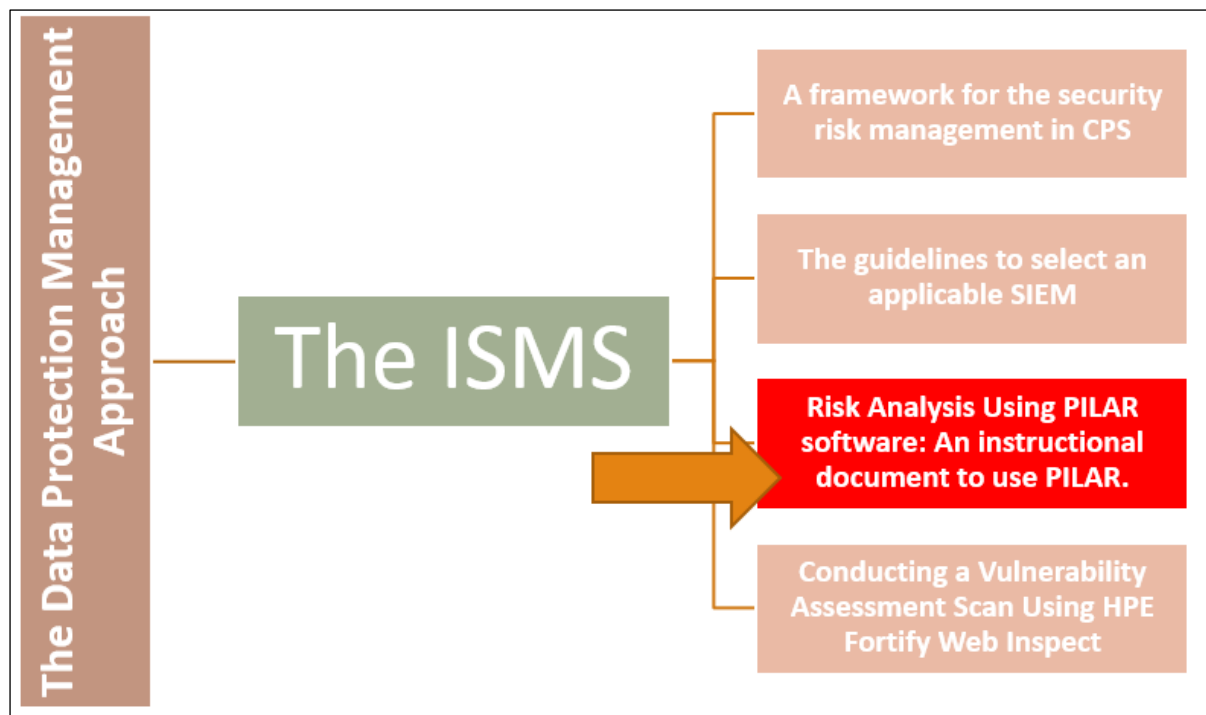 The Data Protection Management
Approach
The ISMS
A framework for the security
risk management in CPS
The guidelines to select an
applicable SIEM
Risk Analysis Using PILAR
software: An instructional
document to use PILAR.
Conducting a Vulnerability
Assessment Scan Using HPE
Fortify Web Inspect